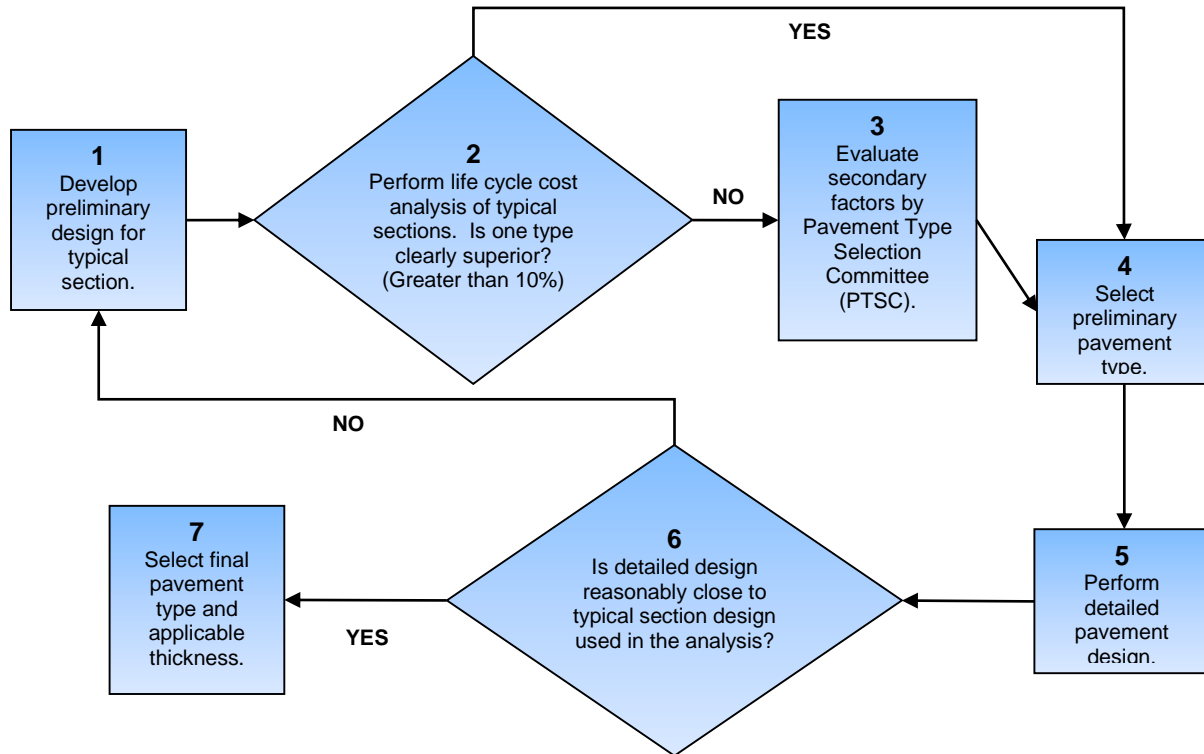 1
Develop
preliminary
design for
typical
section.
2
Perform life cycle cost
analysis of typical
sections.  Is one type
clearly superior?
(Greater than 10%)
YES
NO
3
Evaluate
secondary
factors by
Pavement Type
Selection
Committee
(PTSC).
4
Select
preliminary
pavement
type.
5
Perform
detailed
pavement
design.
6
Is detailed design
reasonably close to
typical section design
used in the analysis?
NO
YES
7
Select final
pavement
type and
applicable
thickness.